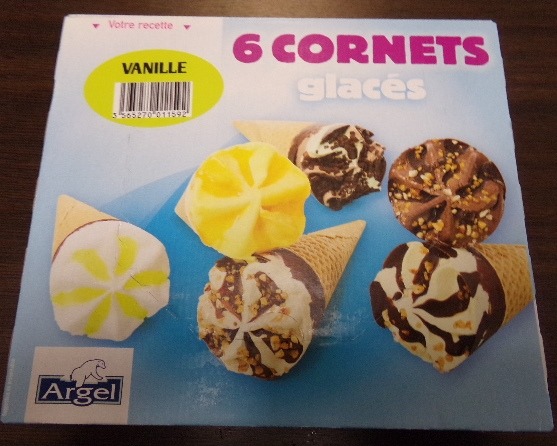 Votre recette
6 CORNETS
glacés
VANILLE
3 565270 011592
Argel